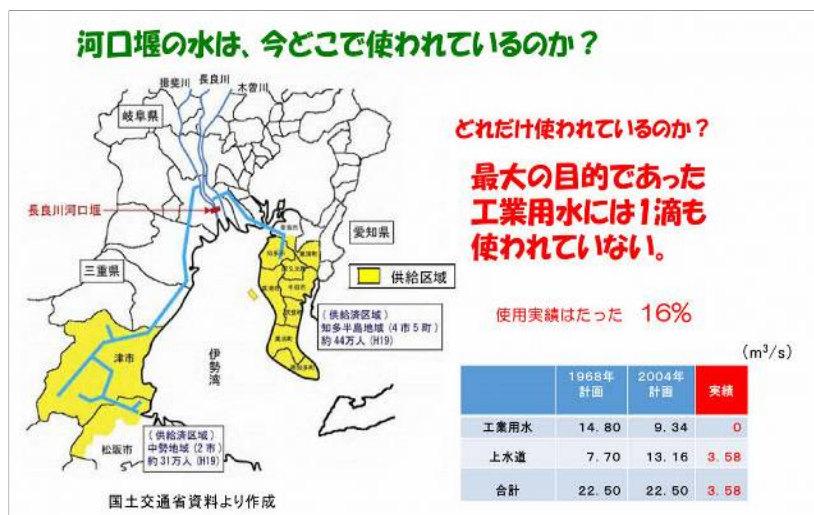 河口堰の水は、今どこで使われているのか？
揖斐川
長良川
木曽川
岐阜県
どれだけ使われているのか？
最大の目的であった
工業用水には1滴も
使われていない。
長良川河口堰
愛知県
三重県
供給区域
使用実績はたった 16%
(供給済区域)
知多半島地域(4市5町)
約44万人(H19)
津市
伊勢湾
(m³/s)
1968年
計画
2004年
計画
実績
工業用水 14.80 9.34 0
上水道 7.70 13.16 3.58
合計 22.50 22.50 3.58
(供給済区域)
中勢地域(2市)
約31万人(H19)
松阪市
国土交通省資料より作成